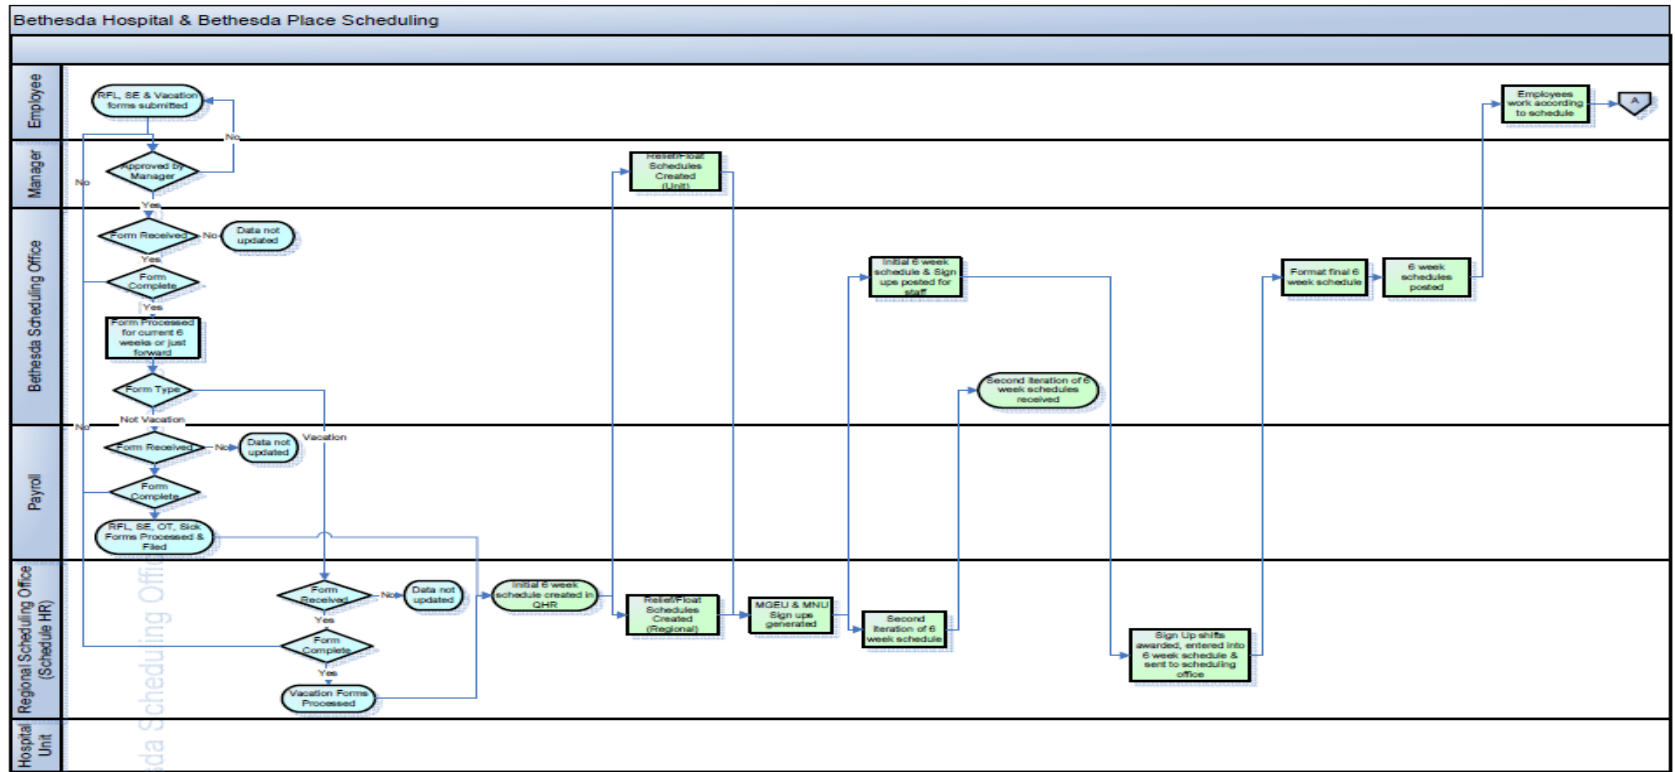 Bethesda Hospital & Bethesda Place Scheduling
Employee
RFL, SE & Vacation
forms submitted
No
Employees
work according
to schedule
A
Manager
Approved by
Manager
No
Yes
Relief/Float
Schedules
Created
(Unit)
Bethesda Scheduling Office
Form Received
No
Data not
updated
Yes
Form
Complete
Yes
Form Processed
for current 6
weeks or just
forward
Form Type
Not Vacation
Vacation
Initial 6 week
schedule & Sign
ups posted for
staff
Second Iteration of 6
week schedules
received
Format final 6
week schedule
6 week
schedules
posted
Payroll
No
Form Received
No
Data not
updated
Form
Complete
RFL, SE, OT, Sick
Forms Processed &
Filed
Regional Scheduling Office
(Schedule HR)
Form
Received
No
Data not
updated
Yes
Form
Complete
Yes
Vacation Forms
Processed
Initial 6 week
schedule created in
QHR
Relief/Float
Schedules
Created
(Regional)
MGEU & MNU
Sign ups
generated
Second
Iteration of 6
week schedule
Sign Up shifts
awarded, entered into
6 week schedule &
sent to scheduling
office
Hospital
Unit
sda Scheduling Offic